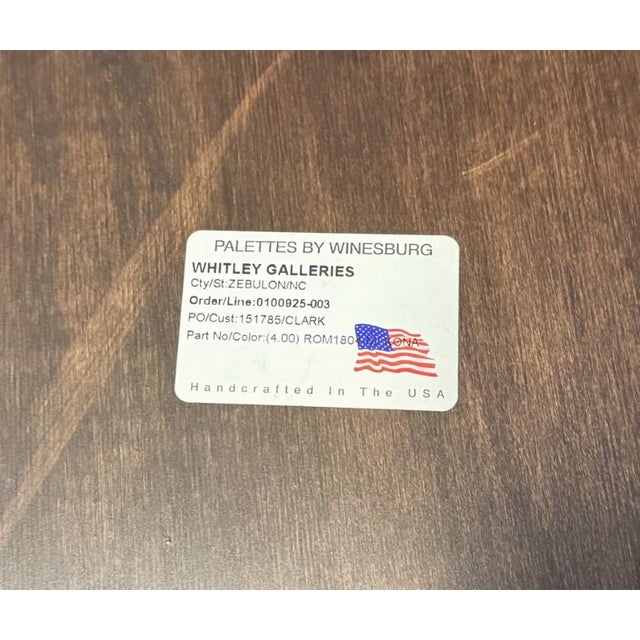 PALETTES BY WINESBURG
WHITLEY GALLERIES
Cty/St:ZEBULON/NC
Order/Line:0100925-003
PO/Cust:151785/CLARK
Part No/Color:(4.00) ROM1804
Handcrafted In The USA